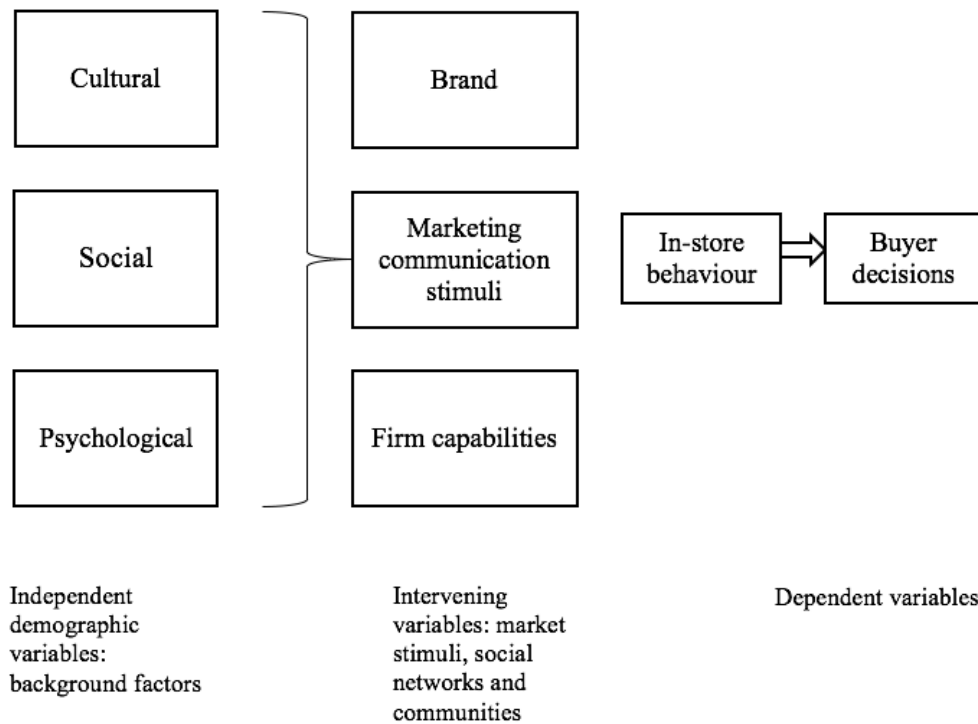 Cultural
Brand
Social
Marketing
communication
stimuli
In-store
behaviour
Buyer
decisions
Psychological
Firm capabilities
Independent
demographic
variables:
background factors
Intervening
variables: market
stimuli, social
networks and
communities
Dependent variables